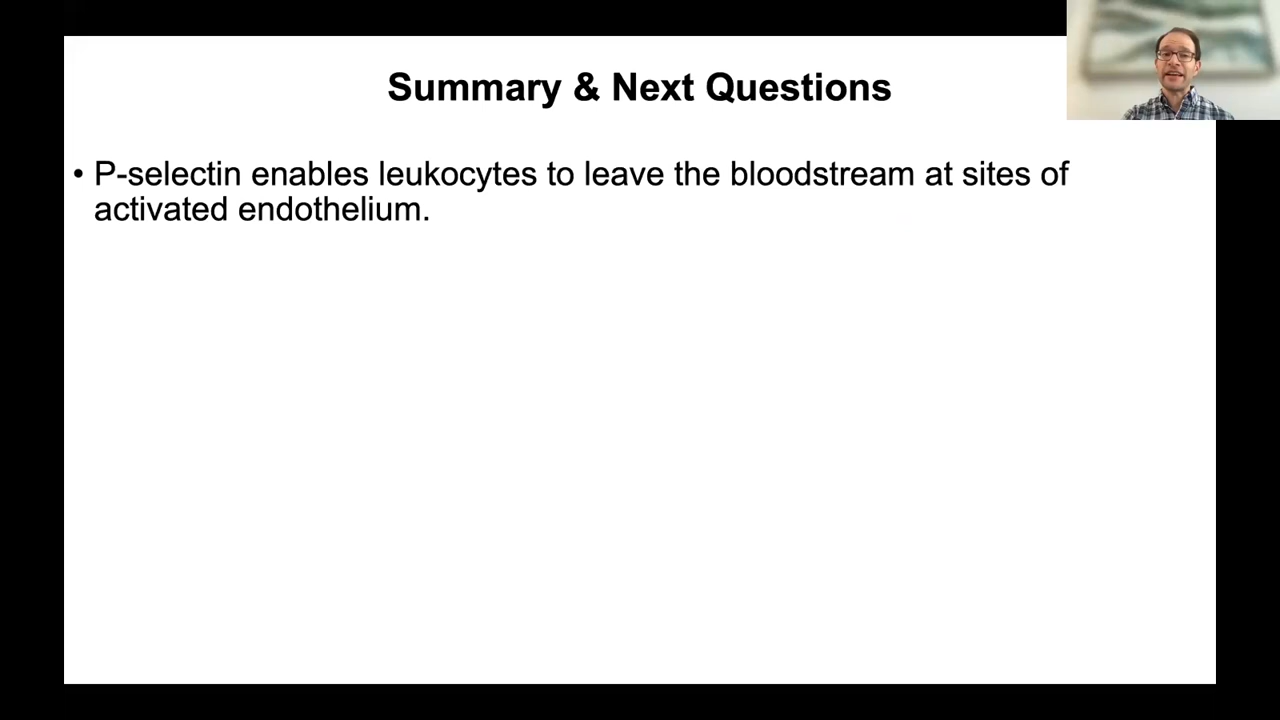 Summary & Next Questions
• P-selectin enables leukocytes to leave the bloodstream at sites of
activated endothelium.